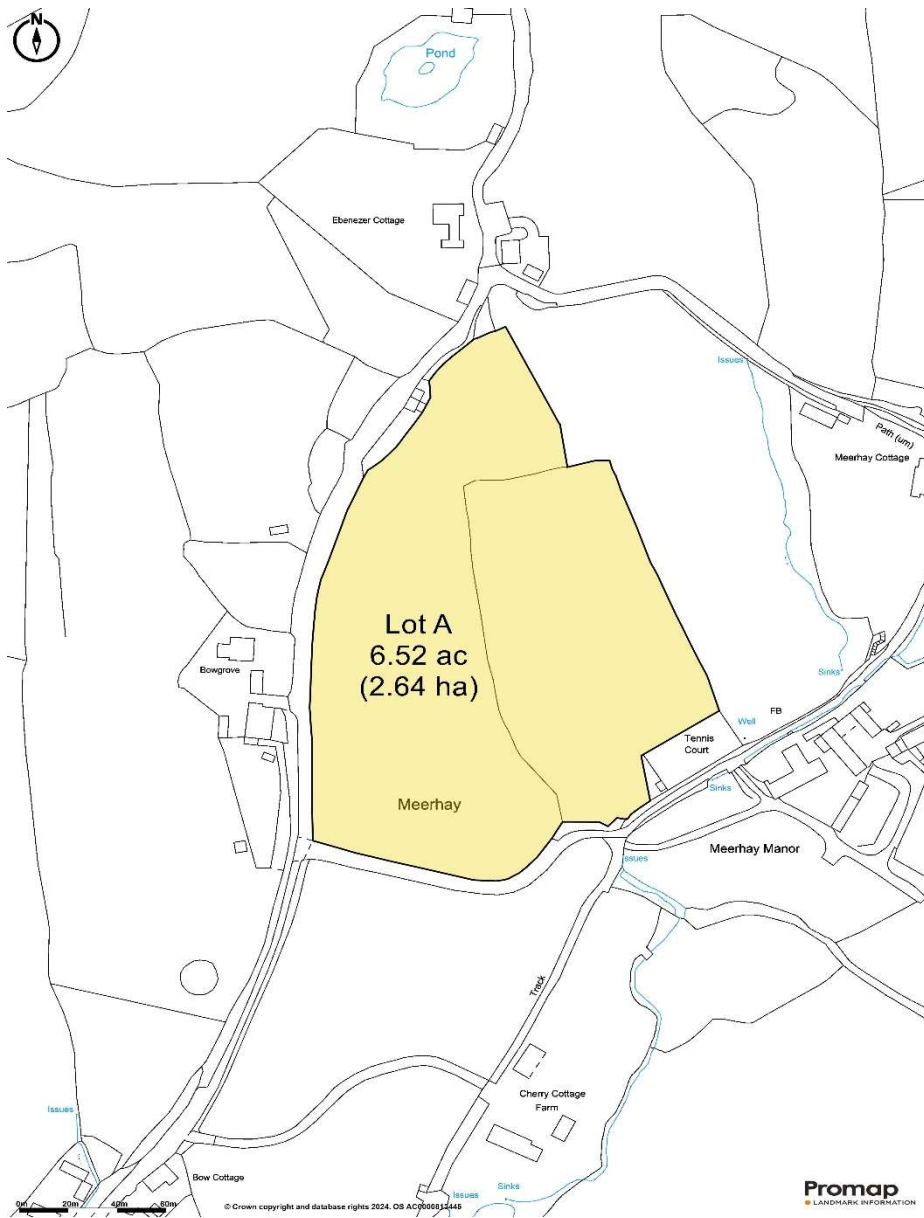 N
Pond
Ebenezer Cottage
Issues
Path (um)
Meerhay Cottage
Lot A
6.52 ac
(2.64 ha)
Bowgrove
Sinks
FB
Well
Tennis
Court
Sinks
Meerhay
Meerhay Manor
ssues
Track
Cherry Cottage
Farm
Issues
Bow Cottage
Issues
Sinks
0m 20m 40m 60m
© Crown copyright and database rights 2024. OS AC0000813445
Promap
LANDMARK INFORMATION